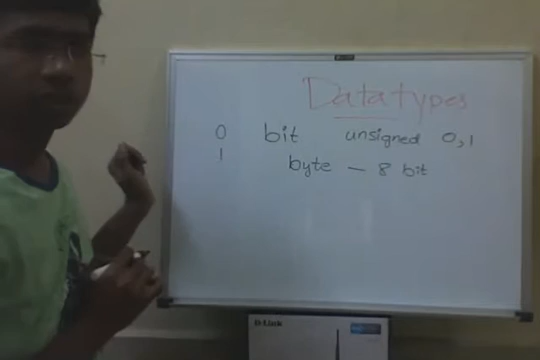 Datatypes
0 bit unsigned 0,1
1 byte — 8 bit
D-Link